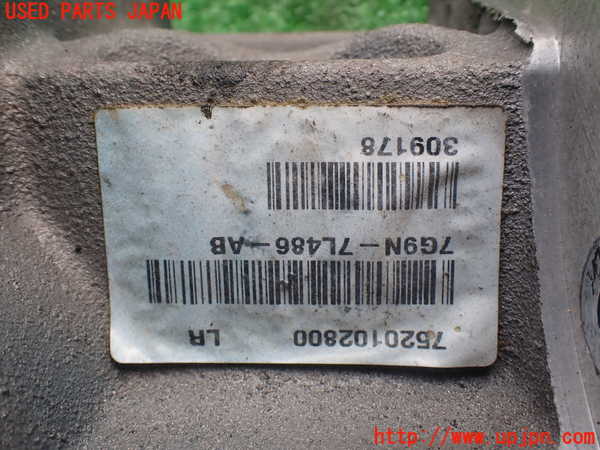 USED PARTS JAPAN
7520102800 LR
7G9N-7L486-AB
309178
http://www.upjpn.com